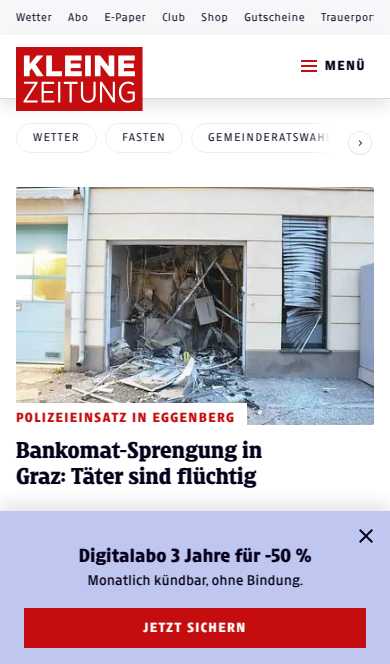 Wetter Abo E-Paper Club Shop Gutscheine Trauerpor
KLEINE
ZEITUNG
MENÜ
WETTER FASTEN GEMEINDERATSWAH
POLIZEIEINSATZ IN EGGENBERG
Bankomat-Sprengung in
Graz: Täter sind flüchtig
Digitalabo 3 Jahre für -50 %
Monatlich kündbar, ohne Bindung.
JETZT SICHERN